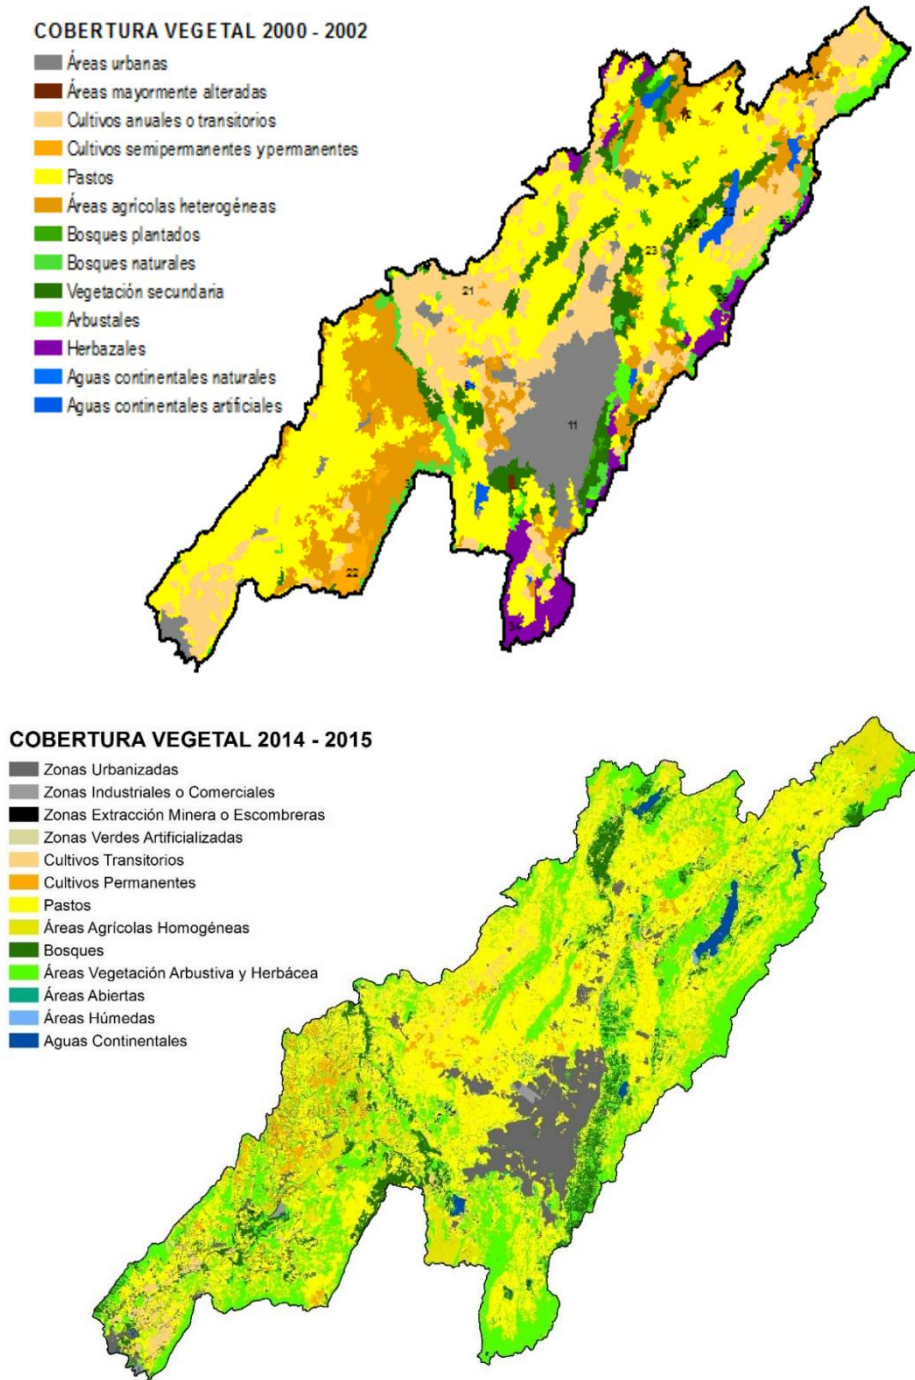 COBERTURA VEGETAL 2000 - 2002
Áreas urbanas
Áreas mayormente alteradas
Cultivos anuales o transitorios
Cultivos semipermanentes y permanentes
Pastos
Áreas agrícolas heterogéneas
Bosques plantados
Bosques naturales
Vegetación secundaria
Arbustales
Herbazales
Aguas continentales naturales
Aguas continentales artificiales
21
23
11
22
COBERTURA VEGETAL 2014 - 2015
Zonas Urbanizadas
Zonas Industriales o Comerciales
Zonas Extracción Minera o Escombreras
Zonas Verdes Artificializadas
Cultivos Transitorios
Cultivos Permanentes
Pastos
Áreas Agrícolas Homogéneas
Bosques
Áreas Vegetación Arbustiva y Herbácea
Áreas Abiertas
Áreas Húmedas
Aguas Continentales